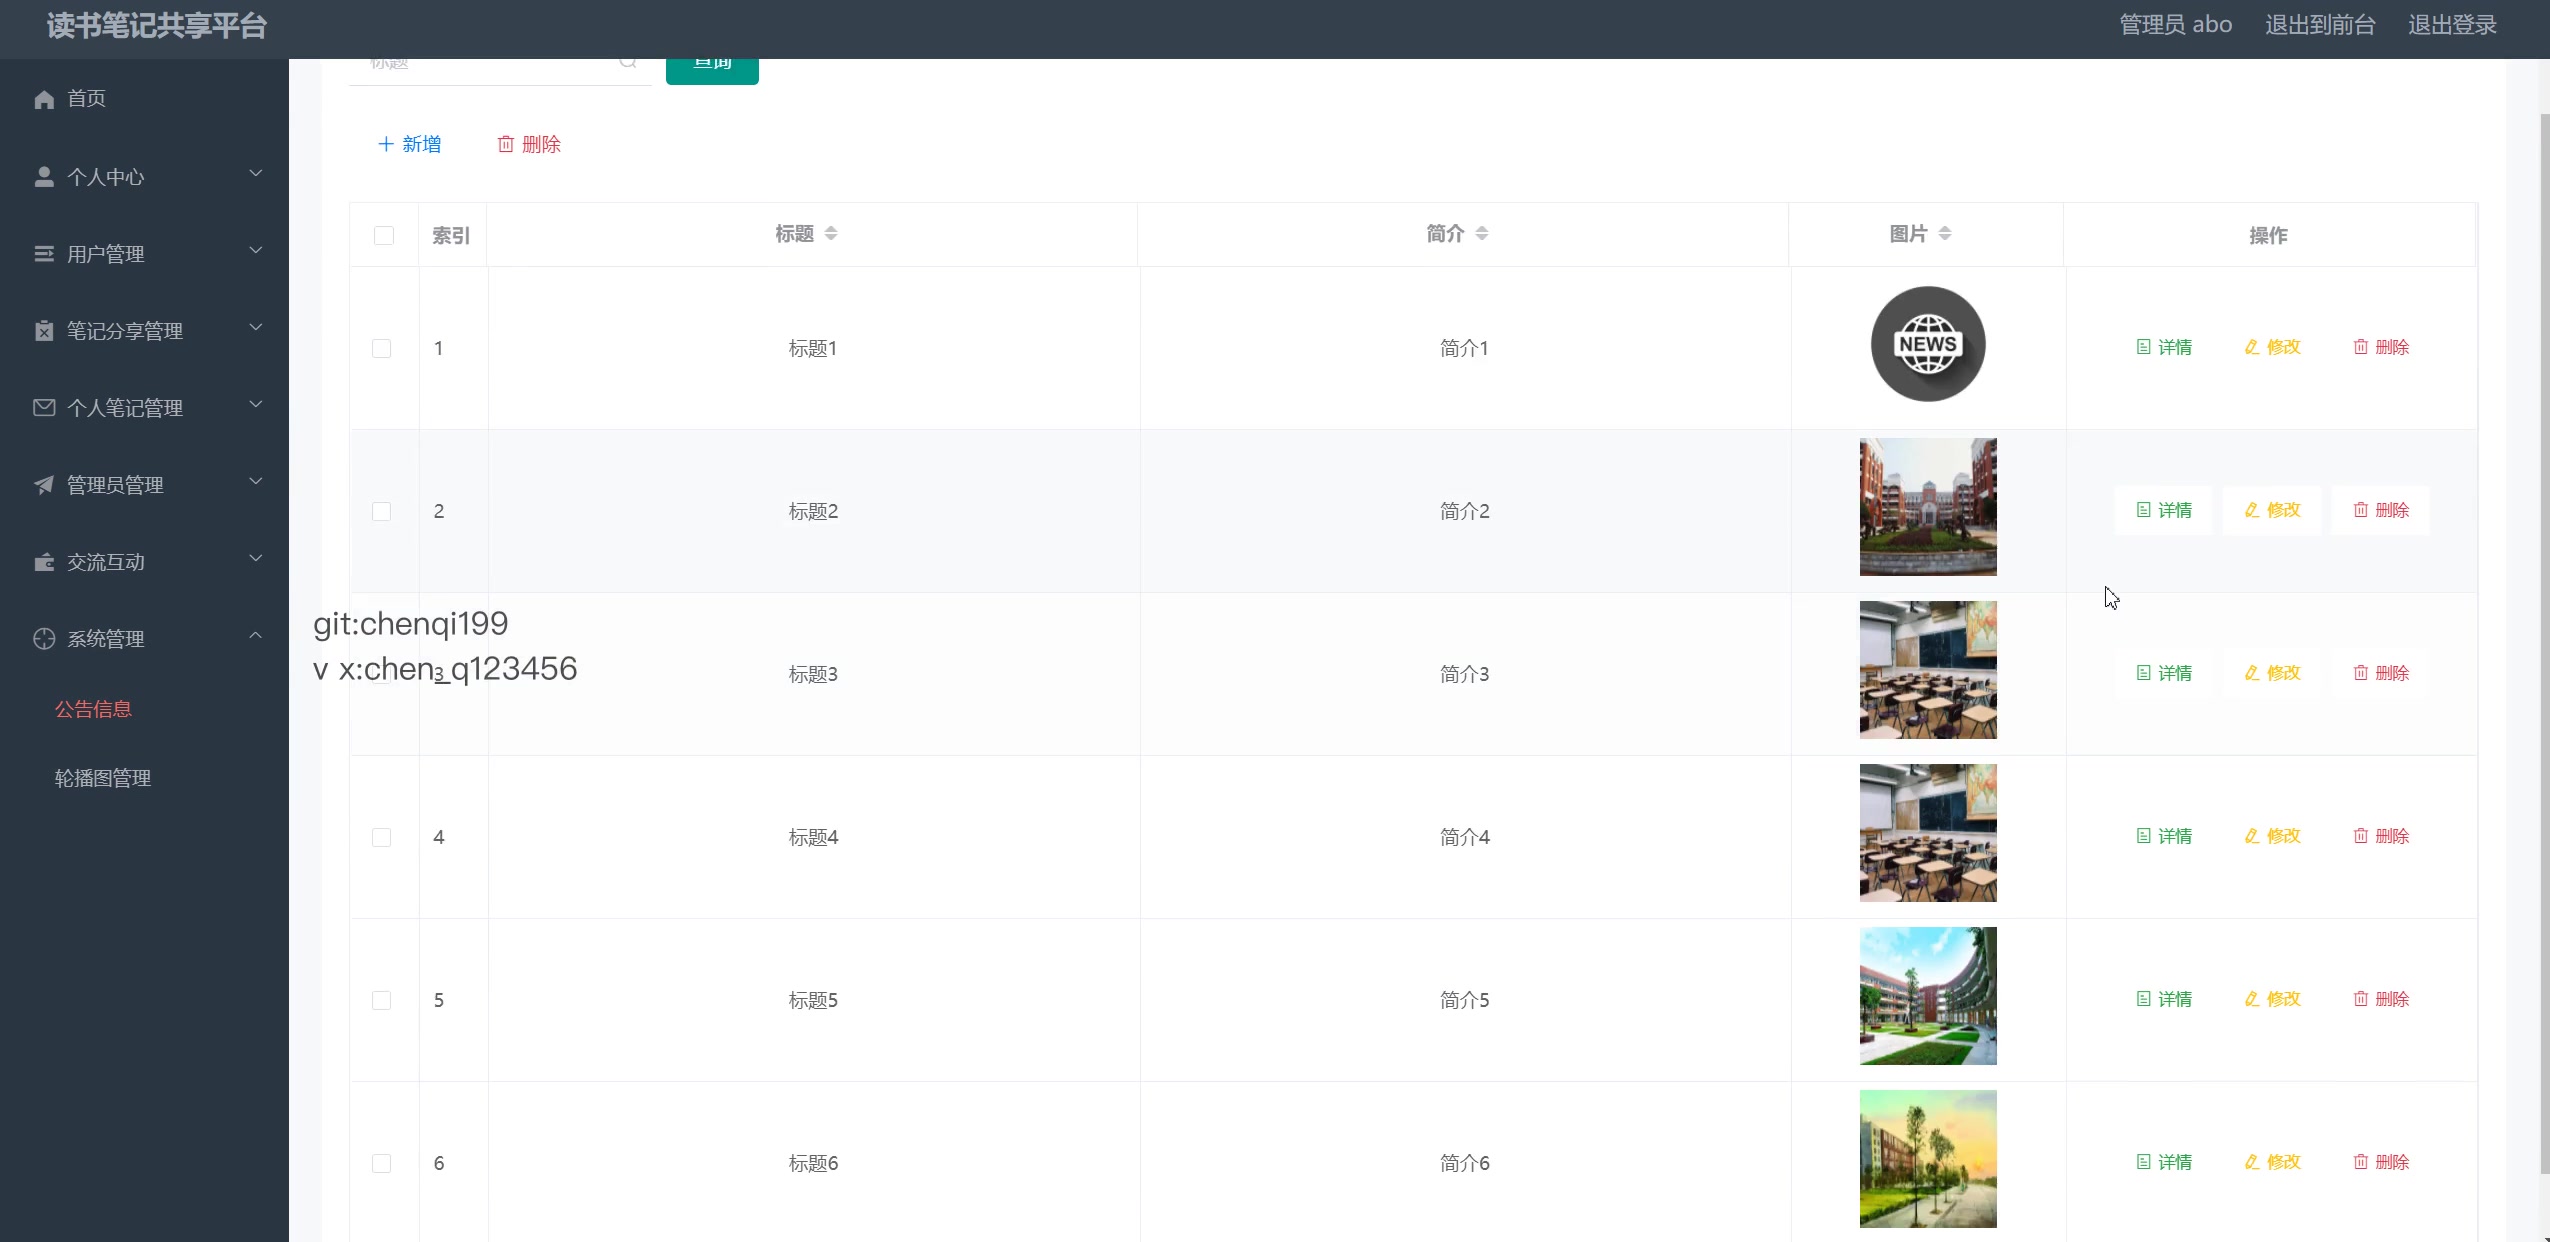 读书笔记共享平台
管理员 abo 退出到前台 退出登录
标题 查询
首页
个人中心
用户管理
笔记分享管理
个人笔记管理
管理员管理
交流互动
系统管理
公告信息
轮播图管理
新增 删除
索引 标题 简介 图片 操作
1 标题1 简介1 NEWS 详情 修改 删除
2 标题2 简介2 详情 修改 删除
git:chenqi199
v x:chen_q123456
3 标题3 简介3 详情 修改 删除
4 标题4 简介4 详情 修改 删除
5 标题5 简介5 详情 修改 删除
6 标题6 简介6 详情 修改 删除